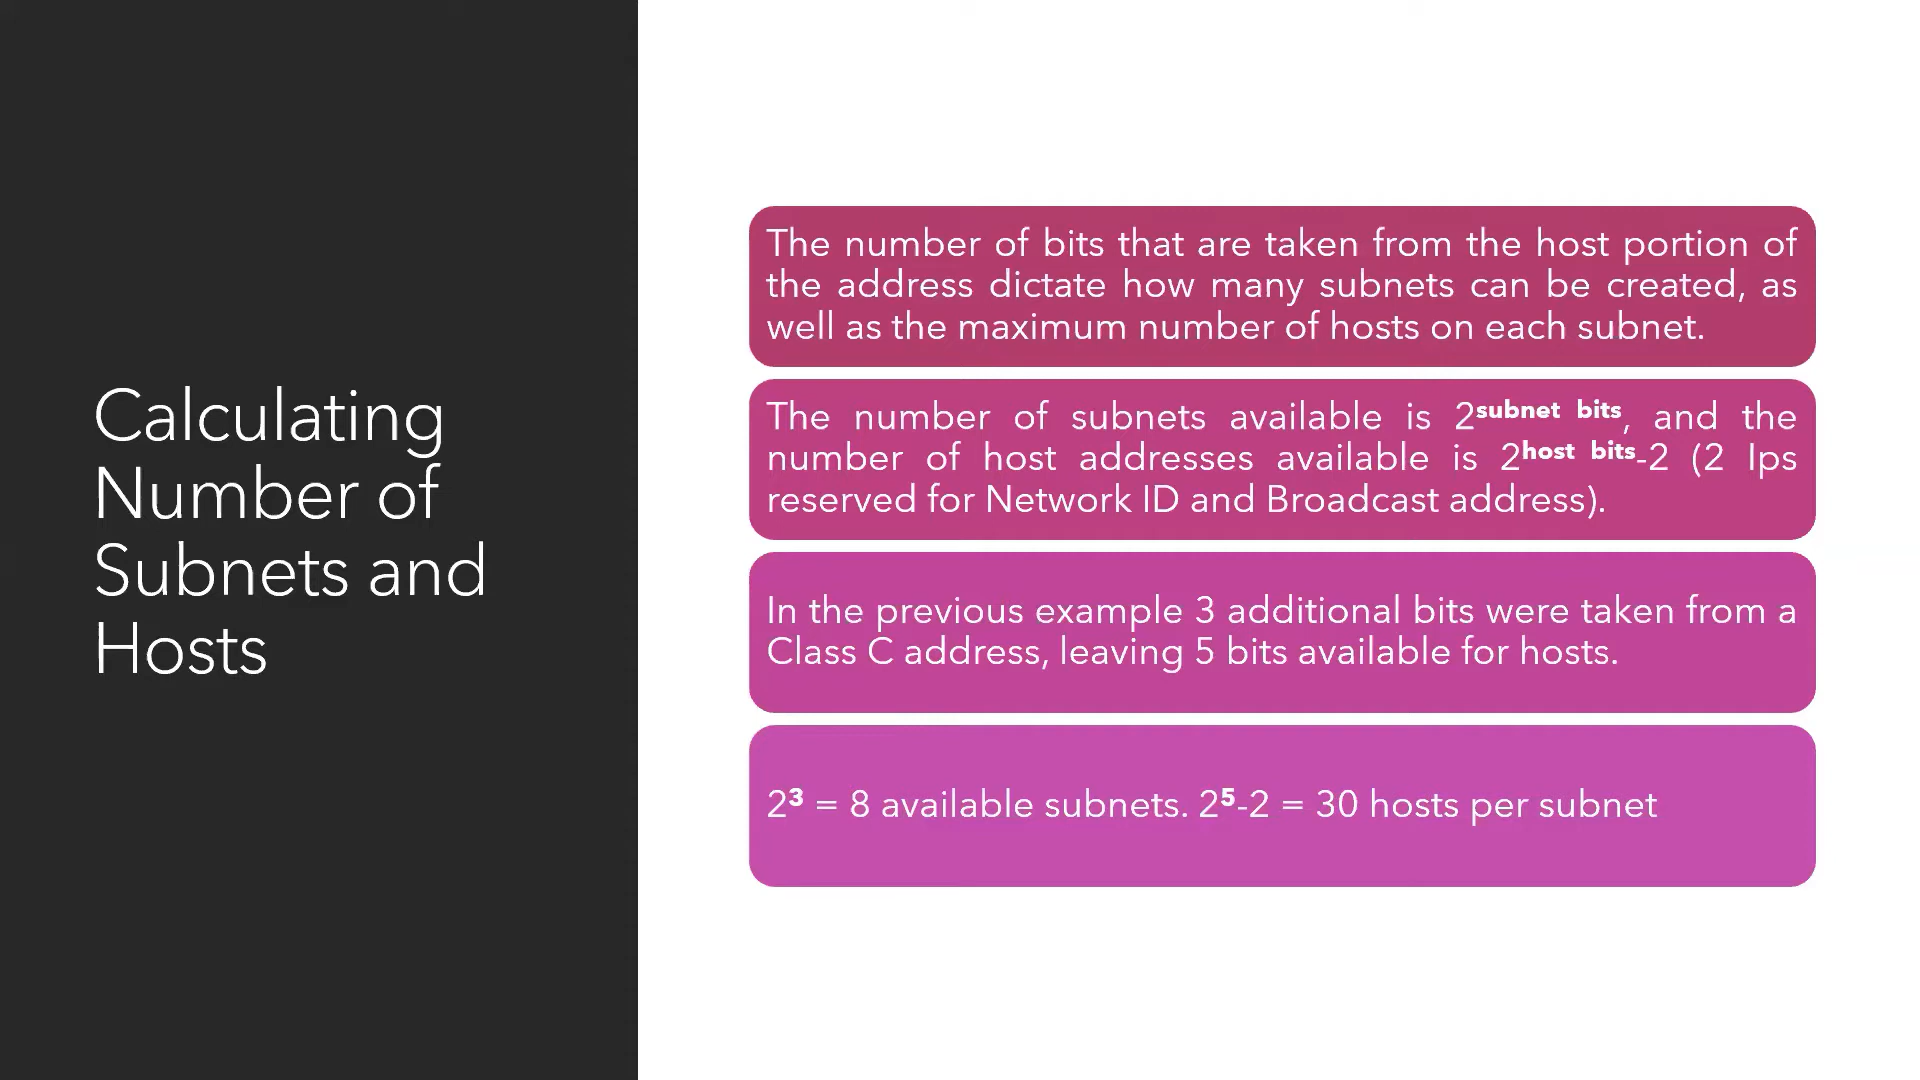 Calculating
Number of
Subnets and
Hosts
The number of bits that are taken from the host portion of
the address dictate how many subnets can be created, as
well as the maximum number of hosts on each subnet.
The number of subnets available is 2^subnet bits, and the
number of host addresses available is 2^host bits-2 (2 Ips
reserved for Network ID and Broadcast address).
In the previous example 3 additional bits were taken from a
Class C address, leaving 5 bits available for hosts.
2³ = 8 available subnets. 2⁵-2 = 30 hosts per subnet